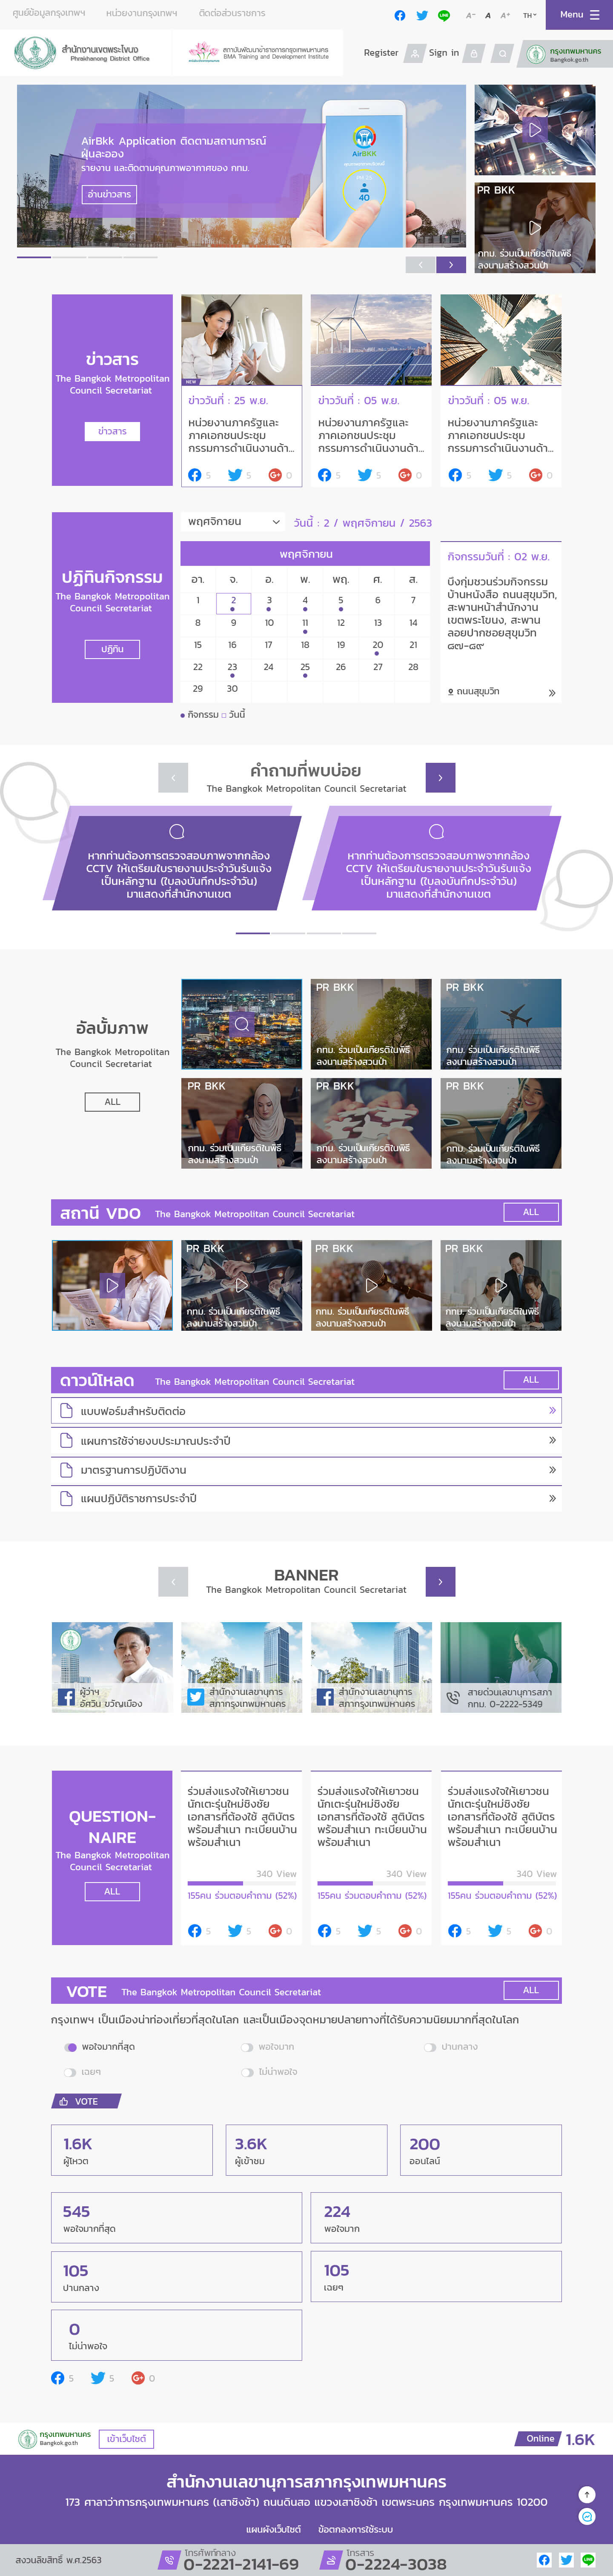 ศูนย์ข้อมูลกรุงเทพฯ หน่วยงานกรุงเทพฯ ติดต่อส่วนราชการ
A- A A+ TH Menu
สำนักงานเขตพระโขนง
Phrakhanong District Office
สถาบันพัฒนาข้าราชการกรุงเทพมหานคร
BMA Training and Development Institute
Register Sign in
กรุงเทพมหานคร
Bangkok.go.th
AirBkk Application ติดตามสถานการณ์
ฝุ่นละออง
รายงาน และติดตามคุณภาพอากาศของ กทม.
อ่านข่าวสาร
AirBKK
40
PR BKK
กทม. ร่วมเป็นเกียรติในพิธี
ลงนามสร้างสวนป่า
ข่าวสาร
The Bangkok Metropolitan
Council Secretariat
ข่าวสาร
NEW
ข่าววันที่ : 25 พ.ย.
หน่วยงานภาครัฐและ
ภาคเอกชนประชุม
กรรมการดำเนินงานด้า...
5 5 0
ข่าววันที่ : 05 พ.ย.
หน่วยงานภาครัฐและ
ภาคเอกชนประชุม
กรรมการดำเนินงานด้า...
5 5 0
ข่าววันที่ : 05 พ.ย.
หน่วยงานภาครัฐและ
ภาคเอกชนประชุม
กรรมการดำเนินงานด้า...
5 5 0
ปฏิทินกิจกรรม
The Bangkok Metropolitan
Council Secretariat
ปฏิทิน
พฤศจิกายน วันนี้ : 2 / พฤศจิกายน / 2563
พฤศจิกายน
อา. จ. อ. พ. พฤ. ศ. ส.
1 2 3 4 5 6 7
8 9 10 11 12 13 14
15 16 17 18 19 20 21
22 23 24 25 26 27 28
29 30
กิจกรรม วันนี้
กิจกรรมวันที่ : 02 พ.ย.
บึงกุ่มชวนร่วมกิจกรรม
บ้านหนังสือ ถนนสุขุมวิท,
สะพานหน้าสำนักงาน
เขตพระโขนง, สะพาน
ลอยปากซอยสุขุมวิท
๘๗-๘๙
ถนนสุขุมวิท
คำถามที่พบบ่อย
The Bangkok Metropolitan Council Secretariat
หากท่านต้องการตรวจสอบภาพจากกล้อง
CCTV ให้เตรียมใบรายงานประจำวันรับแจ้ง
เป็นหลักฐาน (ใบลงบันทึกประจำวัน)
มาแสดงที่สำนักงานเขต
หากท่านต้องการตรวจสอบภาพจากกล้อง
CCTV ให้เตรียมใบรายงานประจำวันรับแจ้ง
เป็นหลักฐาน (ใบลงบันทึกประจำวัน)
มาแสดงที่สำนักงานเขต
อัลบั้มภาพ
The Bangkok Metropolitan
Council Secretariat
ALL
PR BKK
กทม. ร่วมเป็นเกียรติในพิธี
ลงนามสร้างสวนป่า
PR BKK
กทม. ร่วมเป็นเกียรติในพิธี
ลงนามสร้างสวนป่า
PR BKK
กทม. ร่วมเป็นเกียรติในพิธี
ลงนามสร้างสวนป่า
PR BKK
กทม. ร่วมเป็นเกียรติในพิธี
ลงนามสร้างสวนป่า
PR BKK
กทม. ร่วมเป็นเกียรติในพิธี
ลงนามสร้างสวนป่า
สถานี VDO The Bangkok Metropolitan Council Secretariat ALL
PR BKK
กทม. ร่วมเป็นเกียรติในพิธี
ลงนามสร้างสวนป่า
PR BKK
กทม. ร่วมเป็นเกียรติในพิธี
ลงนามสร้างสวนป่า
PR BKK
กทม. ร่วมเป็นเกียรติในพิธี
ลงนามสร้างสวนป่า
ดาวน์โหลด The Bangkok Metropolitan Council Secretariat ALL
แบบฟอร์มสำหรับติดต่อ
แผนการใช้จ่ายงบประมาณประจำปี
มาตรฐานการปฏิบัติงาน
แผนปฏิบัติราชการประจำปี
BANNER
The Bangkok Metropolitan Council Secretariat
ผู้ว่าฯ
อัศวิน ขวัญเมือง
สำนักงานเลขานุการ
สภากรุงเทพมหานคร
สำนักงานเลขานุการ
สภากรุงเทพมหานคร
สายด่วนเลขานุการสภา
กทม. 0-2222-5349
QUESTION-
NAIRE
The Bangkok Metropolitan
Council Secretariat
ALL
ร่วมส่งแรงใจให้เยาวชน
นักเตะรุ่นใหม่ชิงชัย
เอกสารที่ต้องใช้ สูติบัตร
พร้อมสำเนา ทะเบียนบ้าน
พร้อมสำเนา
340 View
155คน ร่วมตอบคำถาม (52%)
5 5 0
ร่วมส่งแรงใจให้เยาวชน
นักเตะรุ่นใหม่ชิงชัย
เอกสารที่ต้องใช้ สูติบัตร
พร้อมสำเนา ทะเบียนบ้าน
พร้อมสำเนา
340 View
155คน ร่วมตอบคำถาม (52%)
5 5 0
ร่วมส่งแรงใจให้เยาวชน
นักเตะรุ่นใหม่ชิงชัย
เอกสารที่ต้องใช้ สูติบัตร
พร้อมสำเนา ทะเบียนบ้าน
พร้อมสำเนา
340 View
155คน ร่วมตอบคำถาม (52%)
5 5 0
VOTE The Bangkok Metropolitan Council Secretariat ALL
กรุงเทพฯ เป็นเมืองน่าท่องเที่ยวที่สุดในโลก และเป็นเมืองจุดหมายปลายทางที่ได้รับความนิยมมากที่สุดในโลก
พอใจมากที่สุด พอใจมาก ปานกลาง
เฉยๆ ไม่น่าพอใจ
VOTE
1.6K
ผู้โหวต
3.6K
ผู้เข้าชม
200
ออนไลน์
545
พอใจมากที่สุด
224
พอใจมาก
105
ปานกลาง
105
เฉยๆ
0
ไม่น่าพอใจ
5 5 0
กรุงเทพมหานคร
Bangkok.go.th
เข้าเว็บไซต์
Online 1.6K
สำนักงานเลขานุการสภากรุงเทพมหานคร
173 ศาลาว่าการกรุงเทพมหานคร (เสาชิงช้า) ถนนดินสอ แขวงเสาชิงช้า เขตพระนคร กรุงเทพมหานคร 10200
แผนผังเว็บไซต์ ข้อตกลงการใช้ระบบ
สงวนลิขสิทธิ์ พ.ศ.2563
โทรศัพท์กลาง
0-2221-2141-69
โทรสาร
0-2224-3038